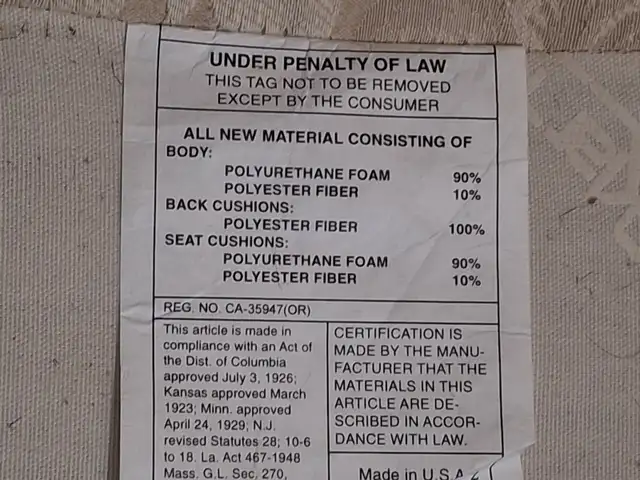 UNDER PENALTY OF LAW
THIS TAG NOT TO BE REMOVED
EXCEPT BY THE CONSUMER
ALL NEW MATERIAL CONSISTING OF
BODY:
POLYURETHANE FOAM 90%
POLYESTER FIBER 10%
BACK CUSHIONS:
POLYESTER FIBER 100%
SEAT CUSHIONS:
POLYURETHANE FOAM 90%
POLYESTER FIBER 10%
REG. NO. CA-35947(OR)
This article is made in
compliance with an Act of
the Dist. of Columbia
approved July 3, 1926;
Kansas approved March
1923; Minn. approved
April 24, 1929; N.J.
revised Statutes 28; 10-6
to 18. La. Act 467-1948
Mass. G.L. Sec. 270,
CERTIFICATION IS
MADE BY THE MANU-
FACTURER THAT THE
MATERIALS IN THIS
ARTICLE ARE DE-
SCRIBED IN ACCOR-
DANCE WITH LAW.
Made in U.S.A.